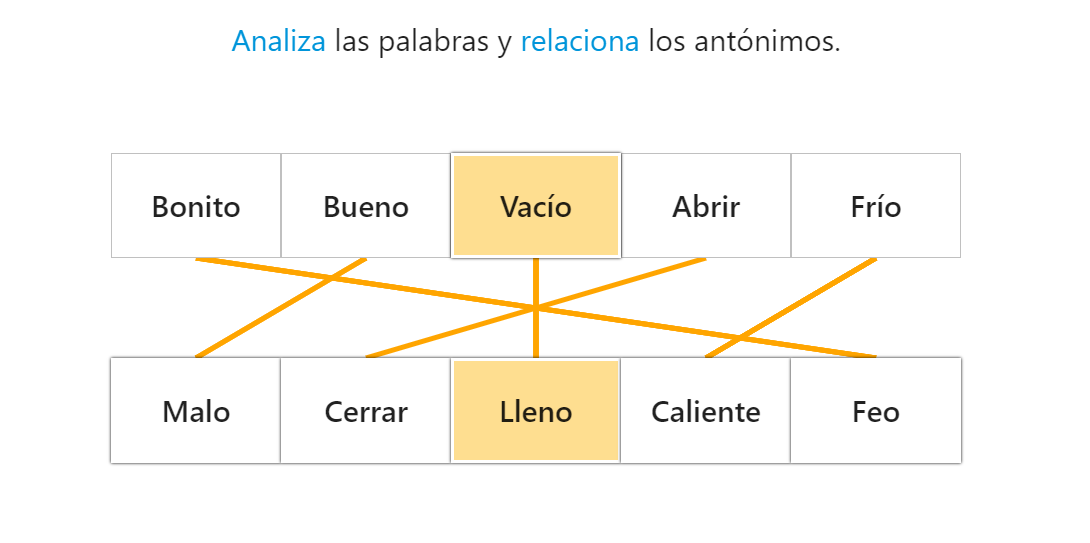 Analiza las palabras y relaciona los antónimos.
Bonito Bueno Vacío Abrir Frío
Malo Cerrar Lleno Caliente Feo